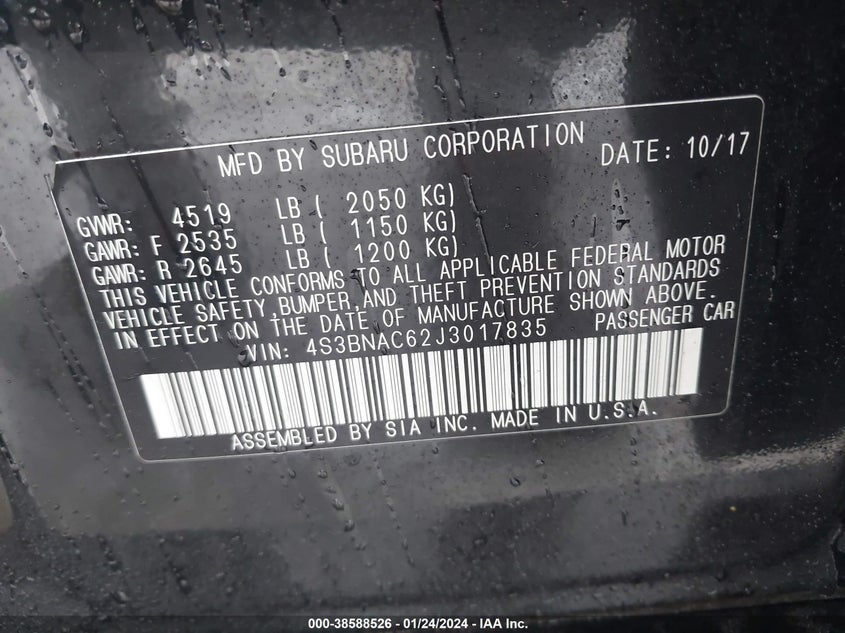 MFD BY SUBARU CORPORATION DATE: 10/17
GVWR: 4519 LB ( 2050 KG)
GAWR: F 2535 LB ( 1150 KG)
GAWR: R 2645 LB ( 1200 KG)
THIS VEHICLE CONFORMS TO ALL APPLICABLE FEDERAL MOTOR
VEHICLE SAFETY,BUMPER,AND THEFT PREVENTION STANDARDS
IN EFFECT ON THE DATE OF MANUFACTURE SHOWN ABOVE.
VIN: 4S3BNAC62J3017835 PASSENGER CAR
ASSEMBLED BY SIA INC. MADE IN U.S.A.
000-38588526 - 01/24/2024 - IAA Inc.